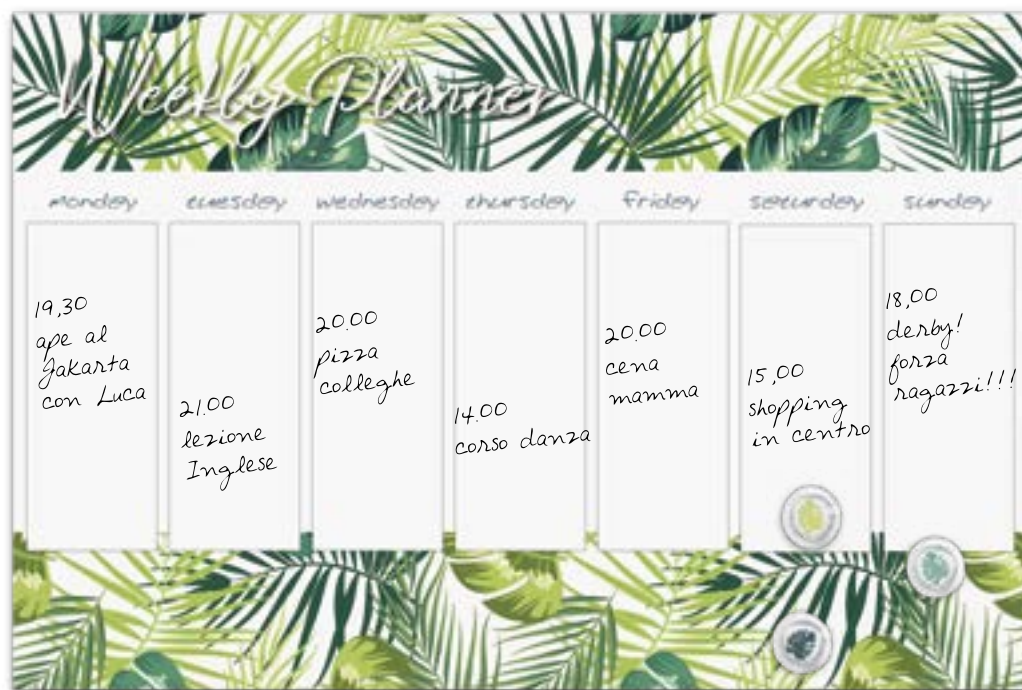 Weekly Planner
monday
tuesday
wednesday
thursday
friday
saturday
sunday
19,30
ape al
Jakarta
con Luca
21.00
lezione
Inglese
20.00
pizza
colleghe
14.00
corso danza
20.00
cena
mamma
15,00
shopping
in centro
18,00
derby!
forza
ragazzi!!!